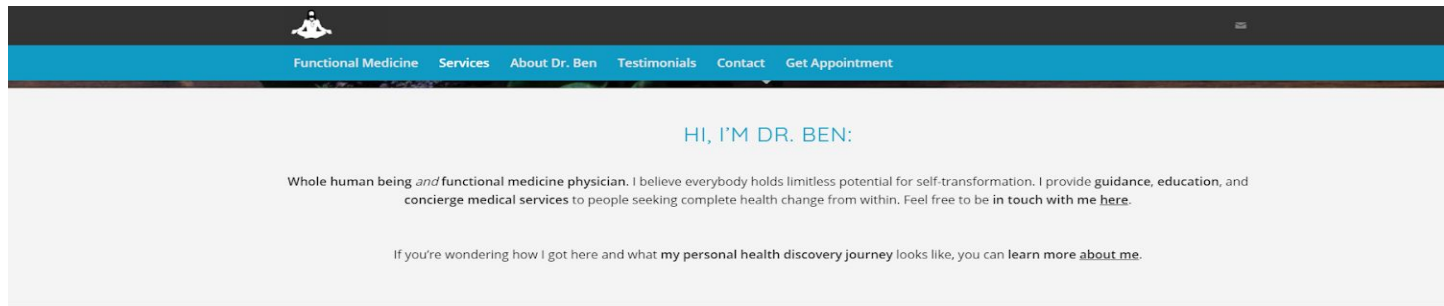 Functional Medicine Services About Dr. Ben Testimonials Contact Get Appointment
HI, I'M DR. BEN:
Whole human being and functional medicine physician. I believe everybody holds limitless potential for self-transformation. I provide guidance, education, and
concierge medical services to people seeking complete health change from within. Feel free to be in touch with me here.
If you're wondering how I got here and what my personal health discovery journey looks like, you can learn more about me.